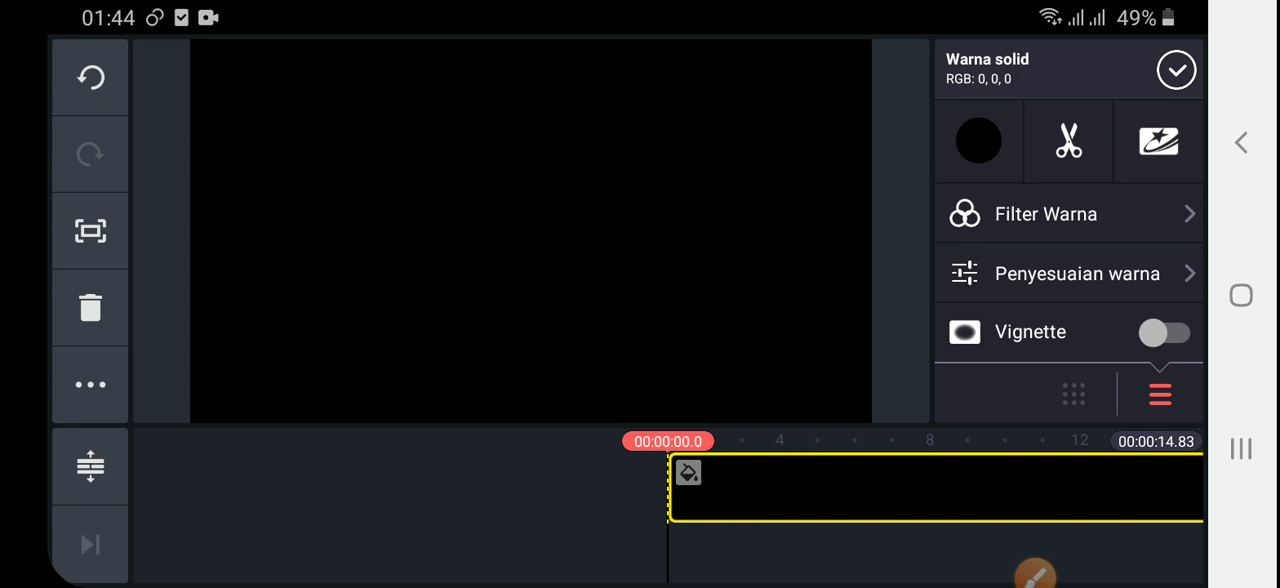 01:44
49%
Warna solid
RGB: 0, 0, 0
Filter Warna
Penyesuaian warna
Vignette
00:00:00.0
4
8
12
00:00:14.83